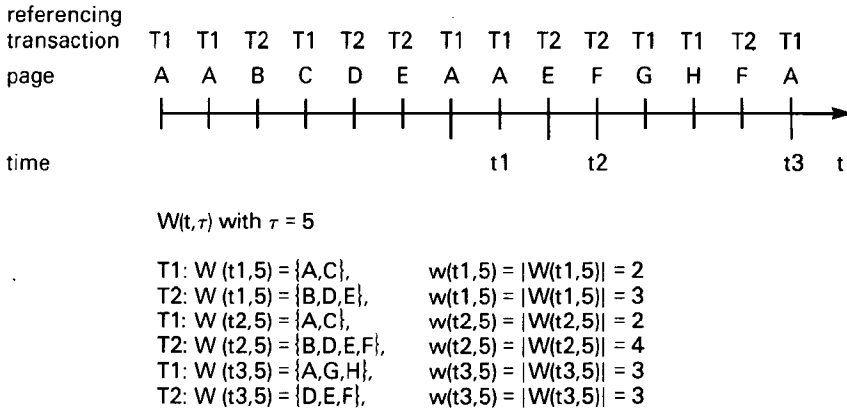 referencing
transaction T1 T1 T2 T1 T2 T2 T1 T1 T2 T2 T1 T1 T2 T1
page A A B C D E A A E F G H F A
time t1 t2 t3 t
W(t,τ) with τ = 5
T1: W (t1,5) = {A,C}, w(t1,5) = |W(t1,5)| = 2
T2: W (t1,5) = {B,D,E}, w(t1,5) = |W(t1,5)| = 3
T1: W (t2,5) = {A,C}, w(t2,5) = |W(t2,5)| = 2
T2: W (t2,5) = {B,D,E,F}, w(t2,5) = |W(t2,5)| = 4
T1: W (t3,5) = {A,G,H}, w(t3,5) = |W(t3,5)| = 3
T2: W (t3,5) = {D,E,F}, w(t3,5) = |W(t3,5)| = 3